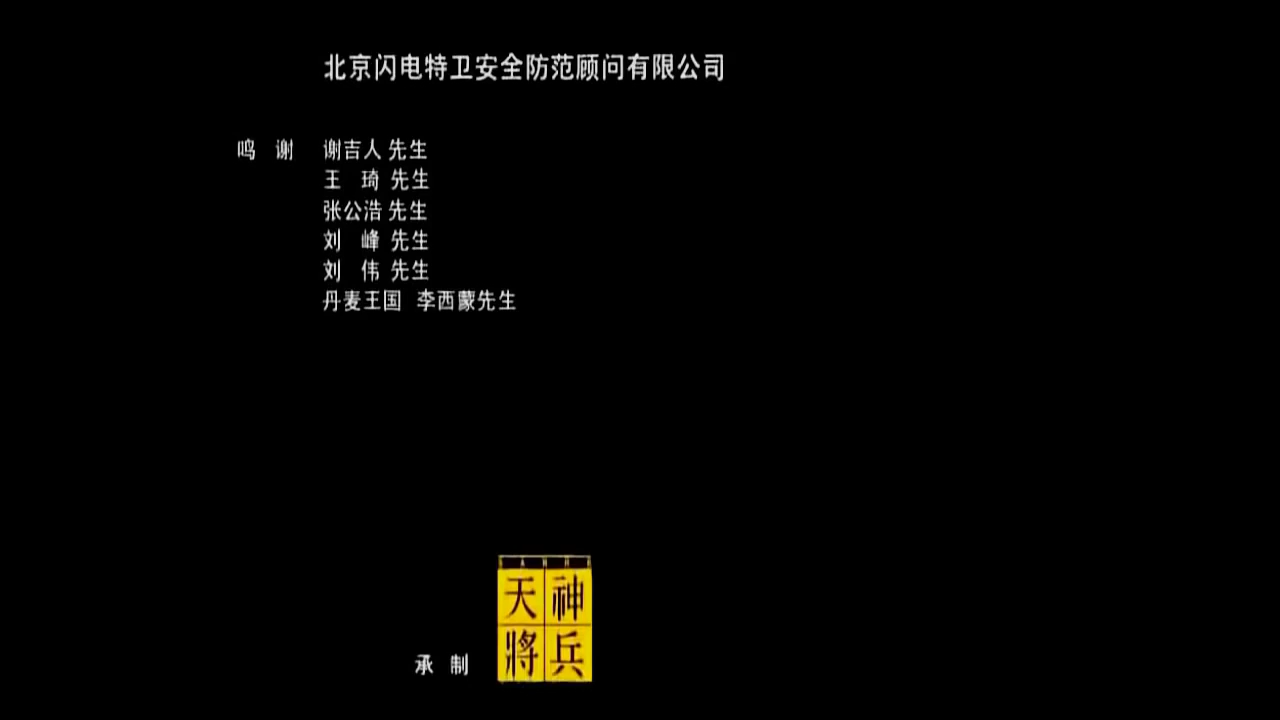 北京闪电特卫安全防范顾问有限公司
鸣 谢 谢吉人 先生
王 琦 先生
张公浩 先生
刘 峰 先生
刘 伟 先生
丹麦王国 李西蒙先生
天神
承 制 將兵